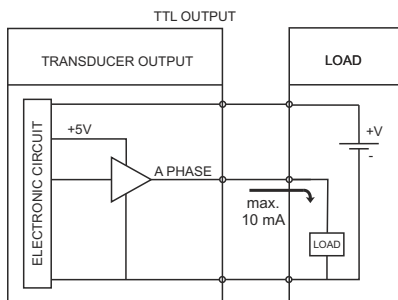 TTL OUTPUT
TRANSDUCER OUTPUT
LOAD
ELECTRONIC CIRCUIT
+5V
A PHASE
max.
10 mA
+V
-
LOAD